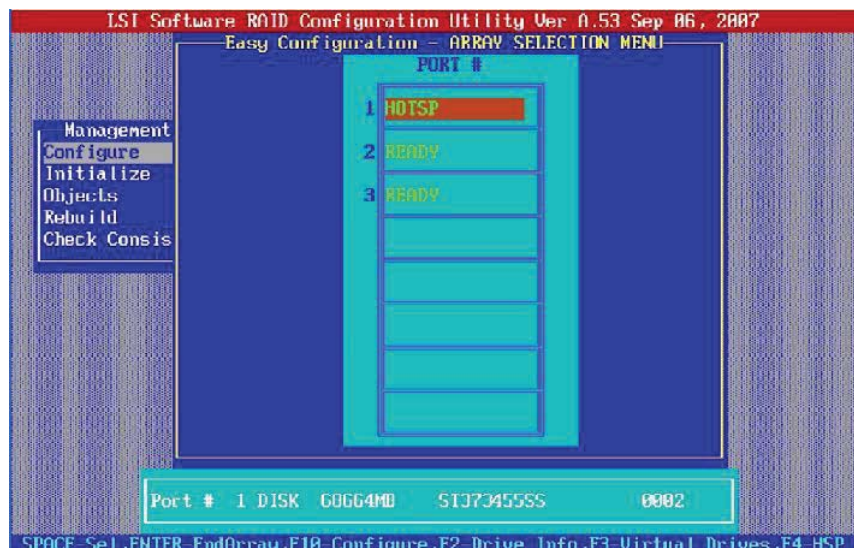 LSI Software RAID Configuration Utility Ver A.53 Sep 06, 2007
Easy Configuration - ARRAY SELECTION MENU
PORT #
1 HOTSP
2 READY
3 READY
Management
Configure
Initialize
Objects
Rebuild
Check Consis
Port # 1 DISK 68664MB ST373455SS 0002
SPACE-Sel,ENTER-EndArray,F10-Configure,F2-Drive Info,F3-Virtual Drives,F4-HSP